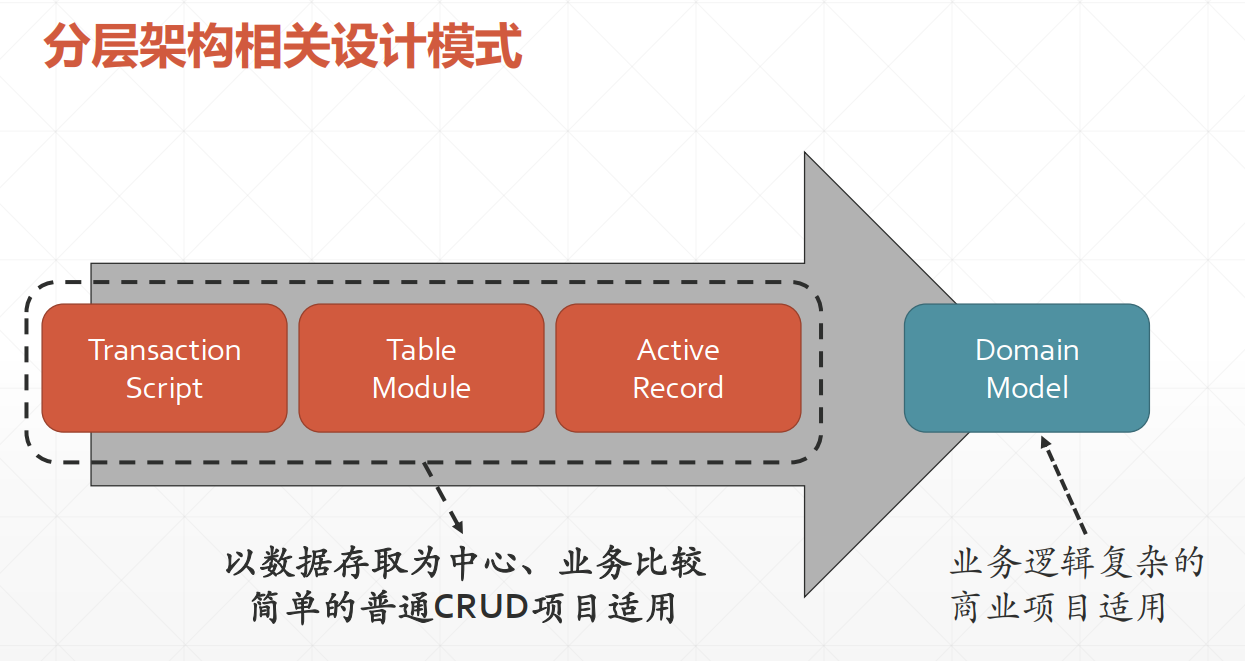 分层架构相关设计模式
Transaction
Script
Table
Module
Active
Record
Domain
Model
以数据存取为中心、业务比较
简单的普通CRUD项目适用
业务逻辑复杂的
商业项目适用